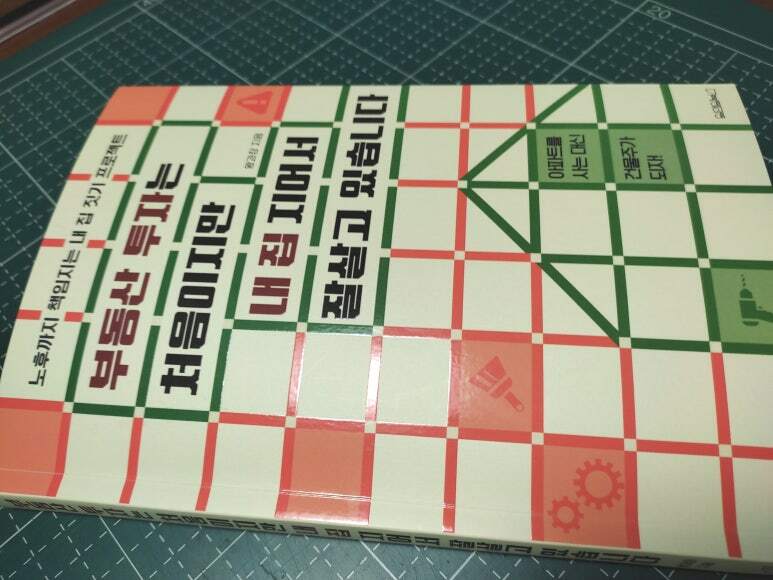 노후까지 책임지는 내 집 짓기 프로젝트
부동산 투자는
처음이지만
내 집 지어서
잘살고 있습니다
아파트를
사는 대신
건물주가
되자!
20